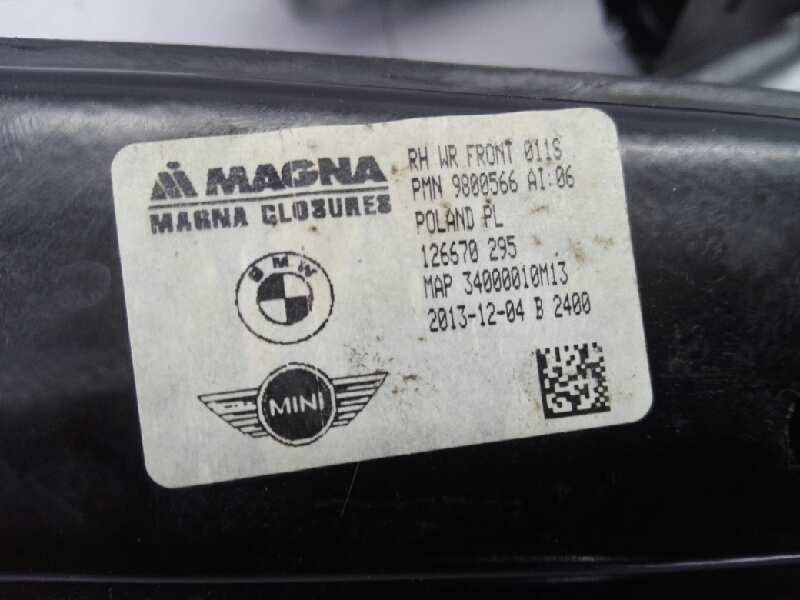 MAGNA
MAGNA CLOSURES
BMW
MINI
RH WR FRONT 011S
PMN 9800566 AI:06
POLAND PL
126670 295
MAP 34000010M13
2013-12-04 B 2400